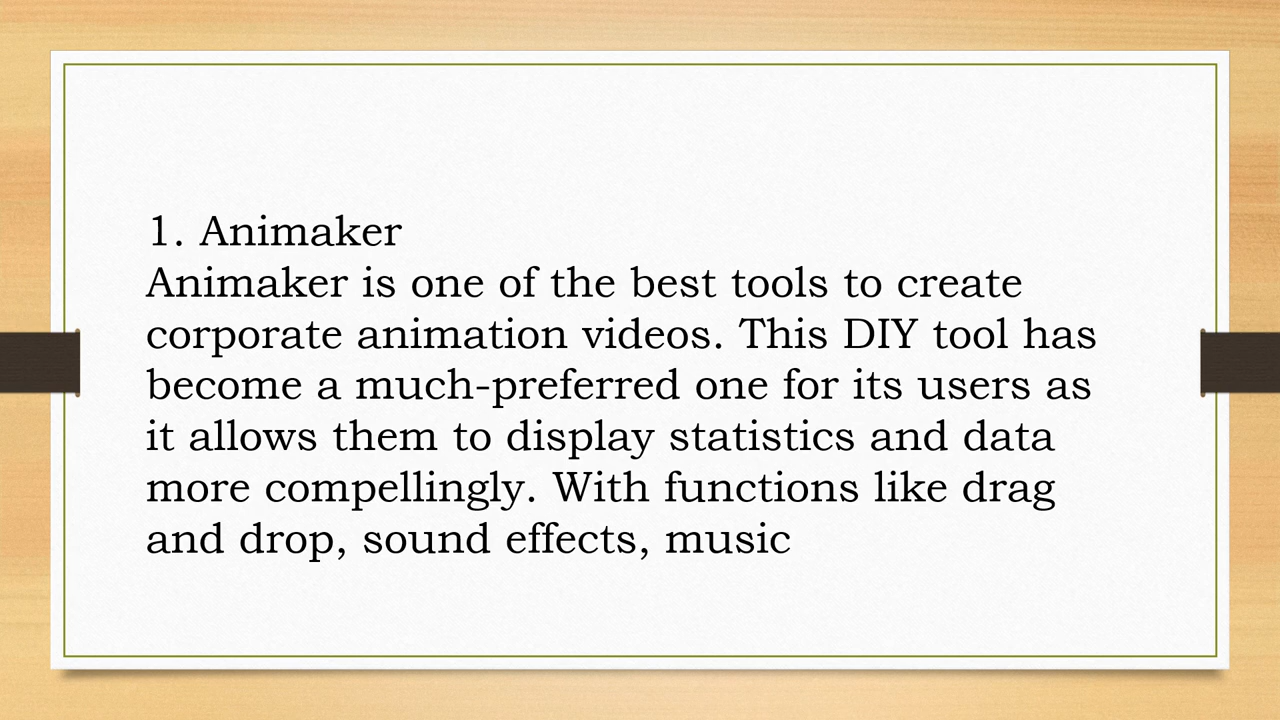 1. Animaker
Animaker is one of the best tools to create
corporate animation videos. This DIY tool has
become a much-preferred one for its users as
it allows them to display statistics and data
more compellingly. With functions like drag
and drop, sound effects, music